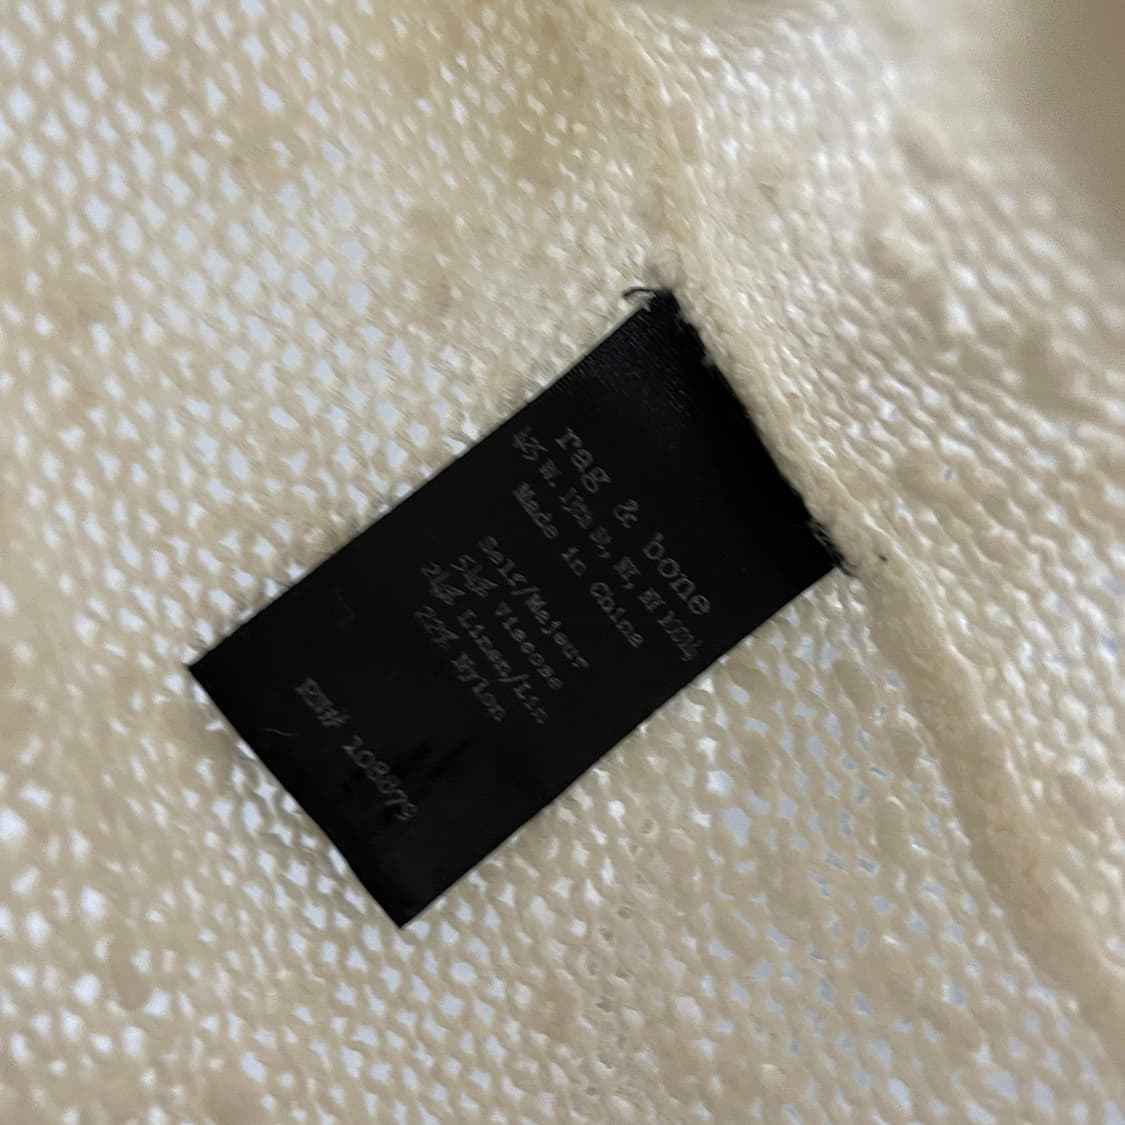 rag & bone
425 W. 13th St, NY, NY 10014
Made in China
Self/Majeur
54% Viscose
24% Linen/Lin
22% Nylon
RN# 108879